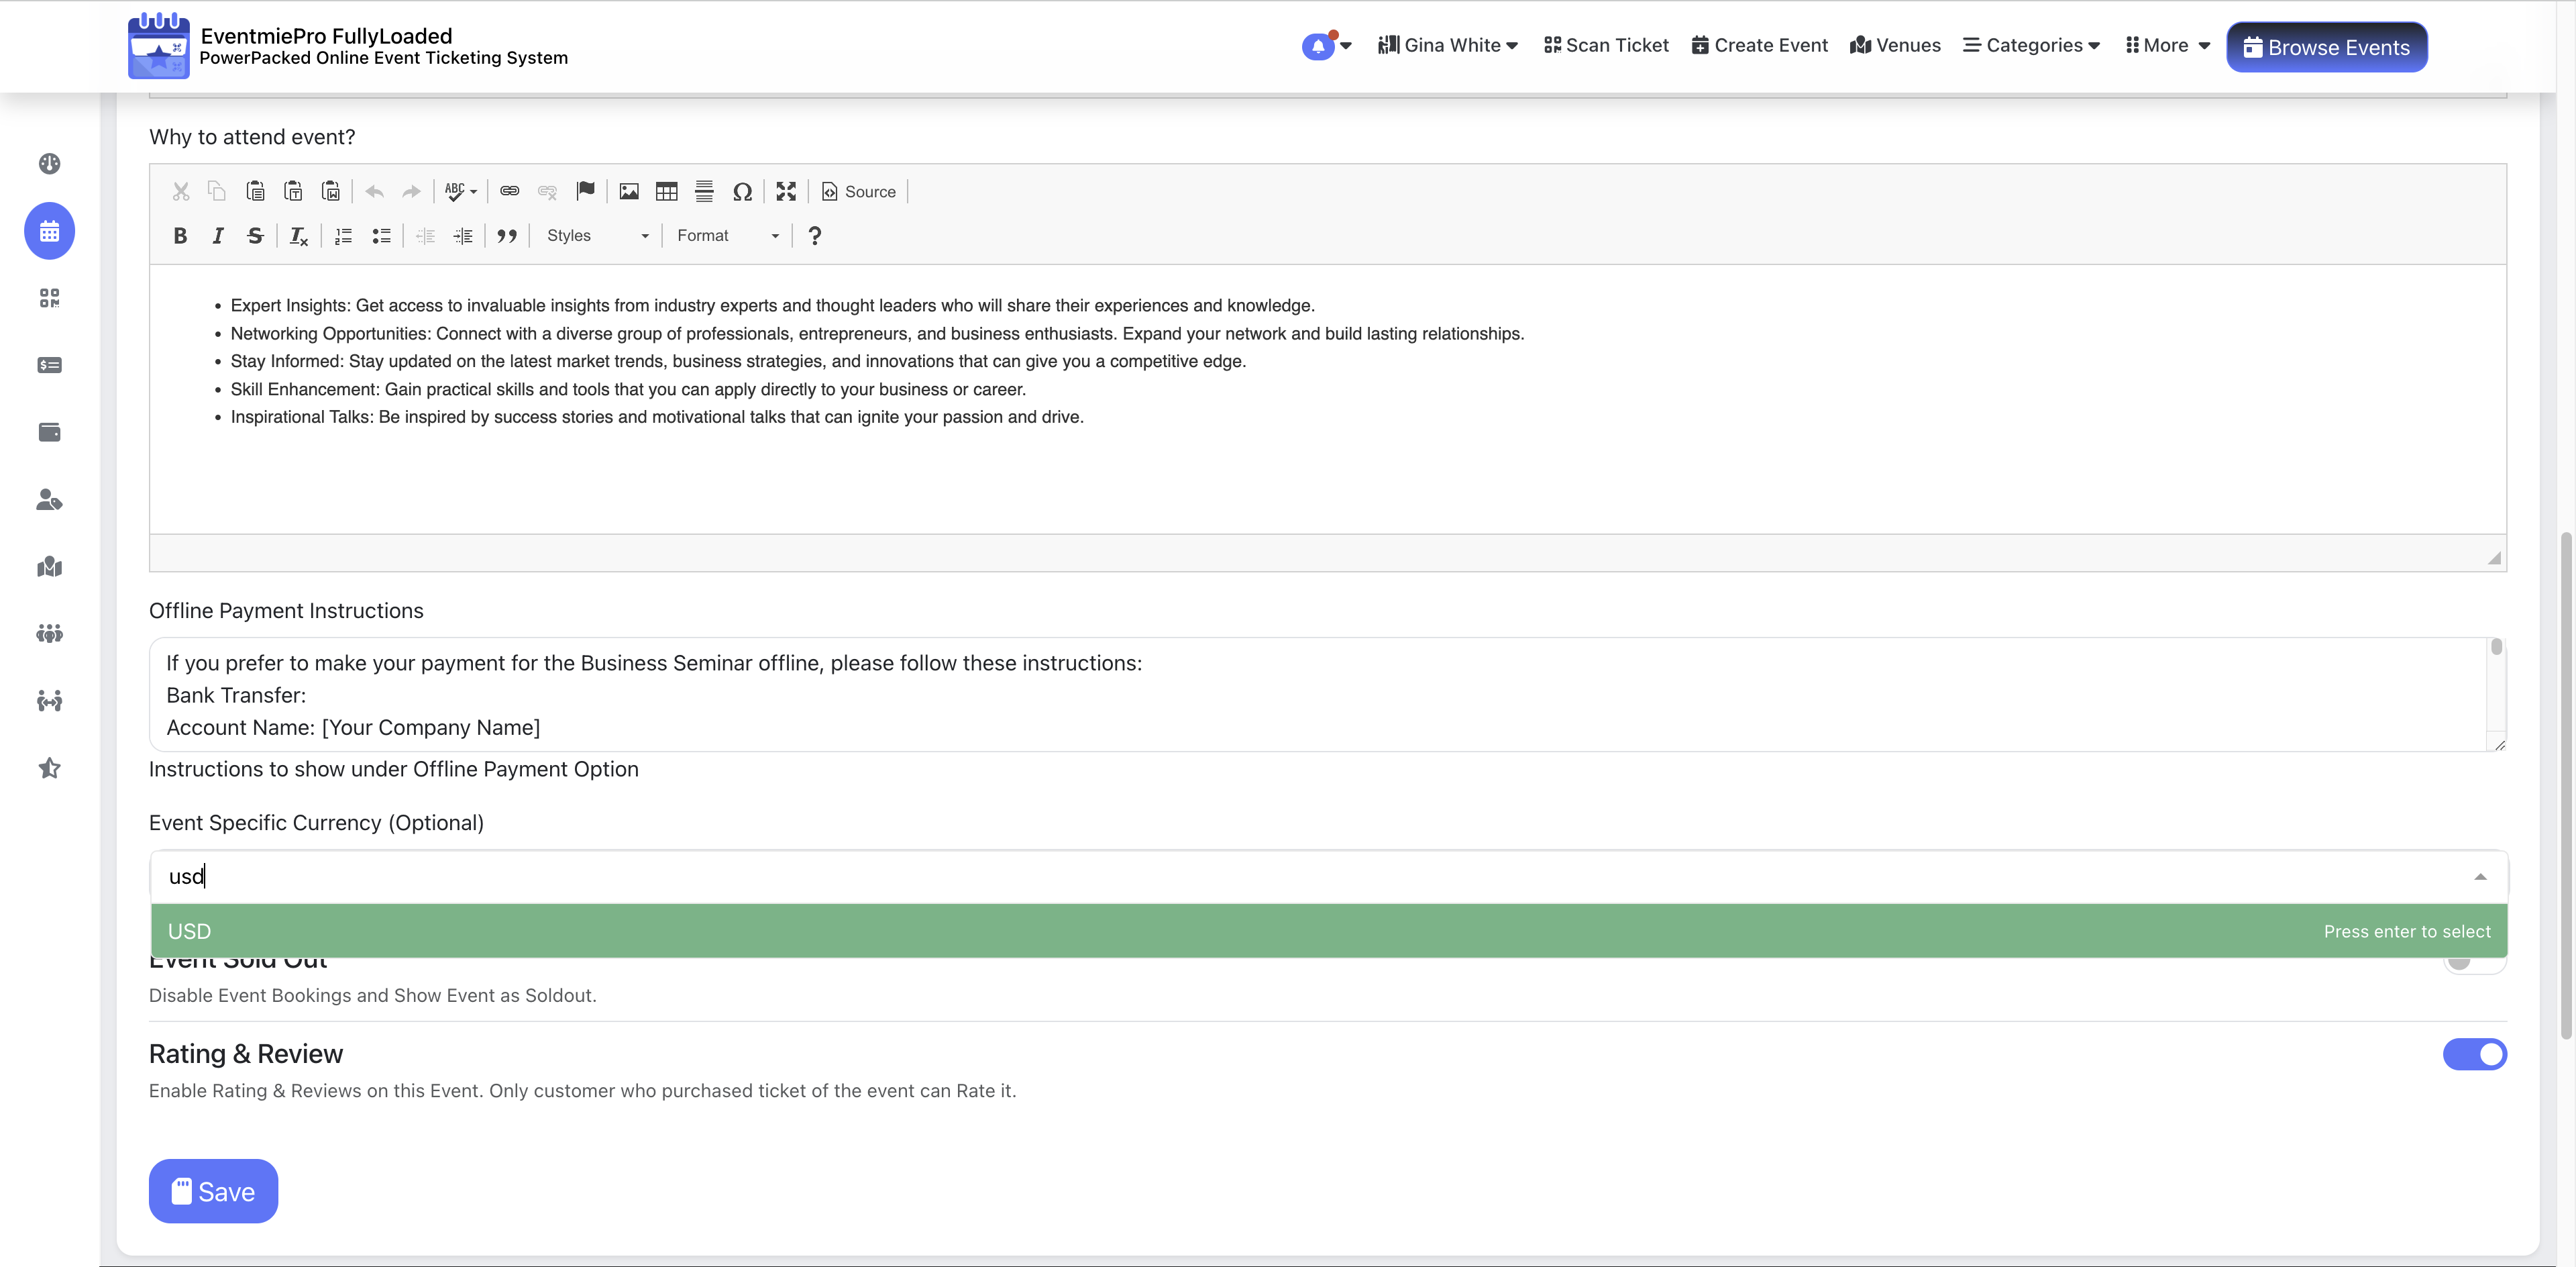 EventmiePro FullyLoaded
PowerPacked Online Event Ticketing System
Gina White
Scan Ticket
Create Event
Venues
Categories
More
Browse Events
Why to attend event?
ABC
Source
B I S Tx
Styles
Format
?
Expert Insights: Get access to invaluable insights from industry experts and thought leaders who will share their experiences and knowledge.
Networking Opportunities: Connect with a diverse group of professionals, entrepreneurs, and business enthusiasts. Expand your network and build lasting relationships.
Stay Informed: Stay updated on the latest market trends, business strategies, and innovations that can give you a competitive edge.
Skill Enhancement: Gain practical skills and tools that you can apply directly to your business or career.
Inspirational Talks: Be inspired by success stories and motivational talks that can ignite your passion and drive.
Offline Payment Instructions
If you prefer to make your payment for the Business Seminar offline, please follow these instructions:
Bank Transfer:
Account Name: [Your Company Name]
Instructions to show under Offline Payment Option
Event Specific Currency (Optional)
usd
USD
Press enter to select
Event Sold Out
Disable Event Bookings and Show Event as Soldout.
Rating & Review
Enable Rating & Reviews on this Event. Only customer who purchased ticket of the event can Rate it.
Save